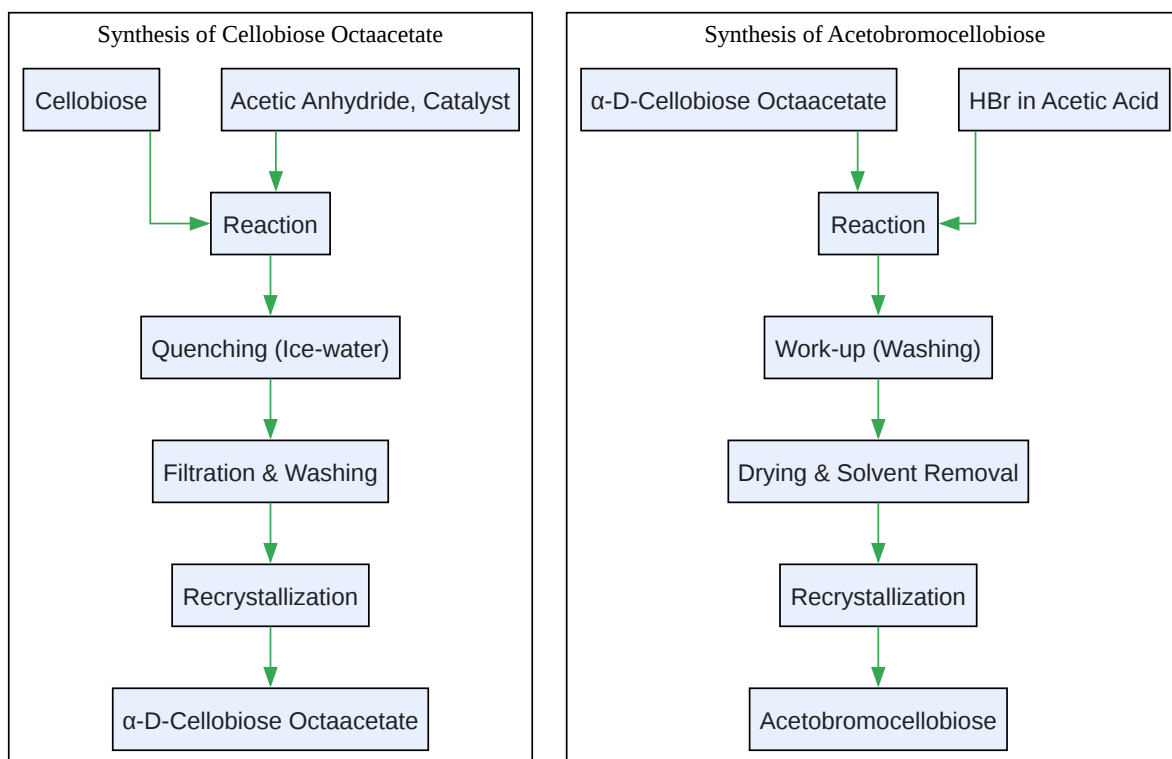 Synthesis of Cellobiose Octaacetate
Cellobiose
Acetic Anhydride, Catalyst
Reaction
Quenching (Ice-water)
Filtration & Washing
Recrystallization
α-D-Cellobiose Octaacetate
Synthesis of Acetobromocellobiose
α-D-Cellobiose Octaacetate
HBr in Acetic Acid
Reaction
Work-up (Washing)
Drying & Solvent Removal
Recrystallization
Acetobromocellobiose